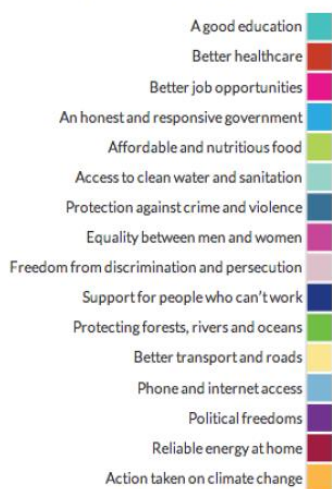 A good education
Better healthcare
Better job opportunities
An honest and responsive government
Affordable and nutritious food
Access to clean water and sanitation
Protection against crime and violence
Equality between men and women
Freedom from discrimination and persecution
Support for people who can't work
Protecting forests, rivers and oceans
Better transport and roads
Phone and internet access
Political freedoms
Reliable energy at home
Action taken on climate change